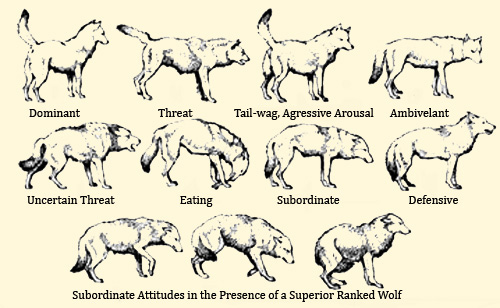 Dominant Threat Tail-wag, Agressive Arousal Ambivelant
Uncertain Threat Eating Subordinate Defensive
Subordinate Attitudes in the Presence of a Superior Ranked Wolf